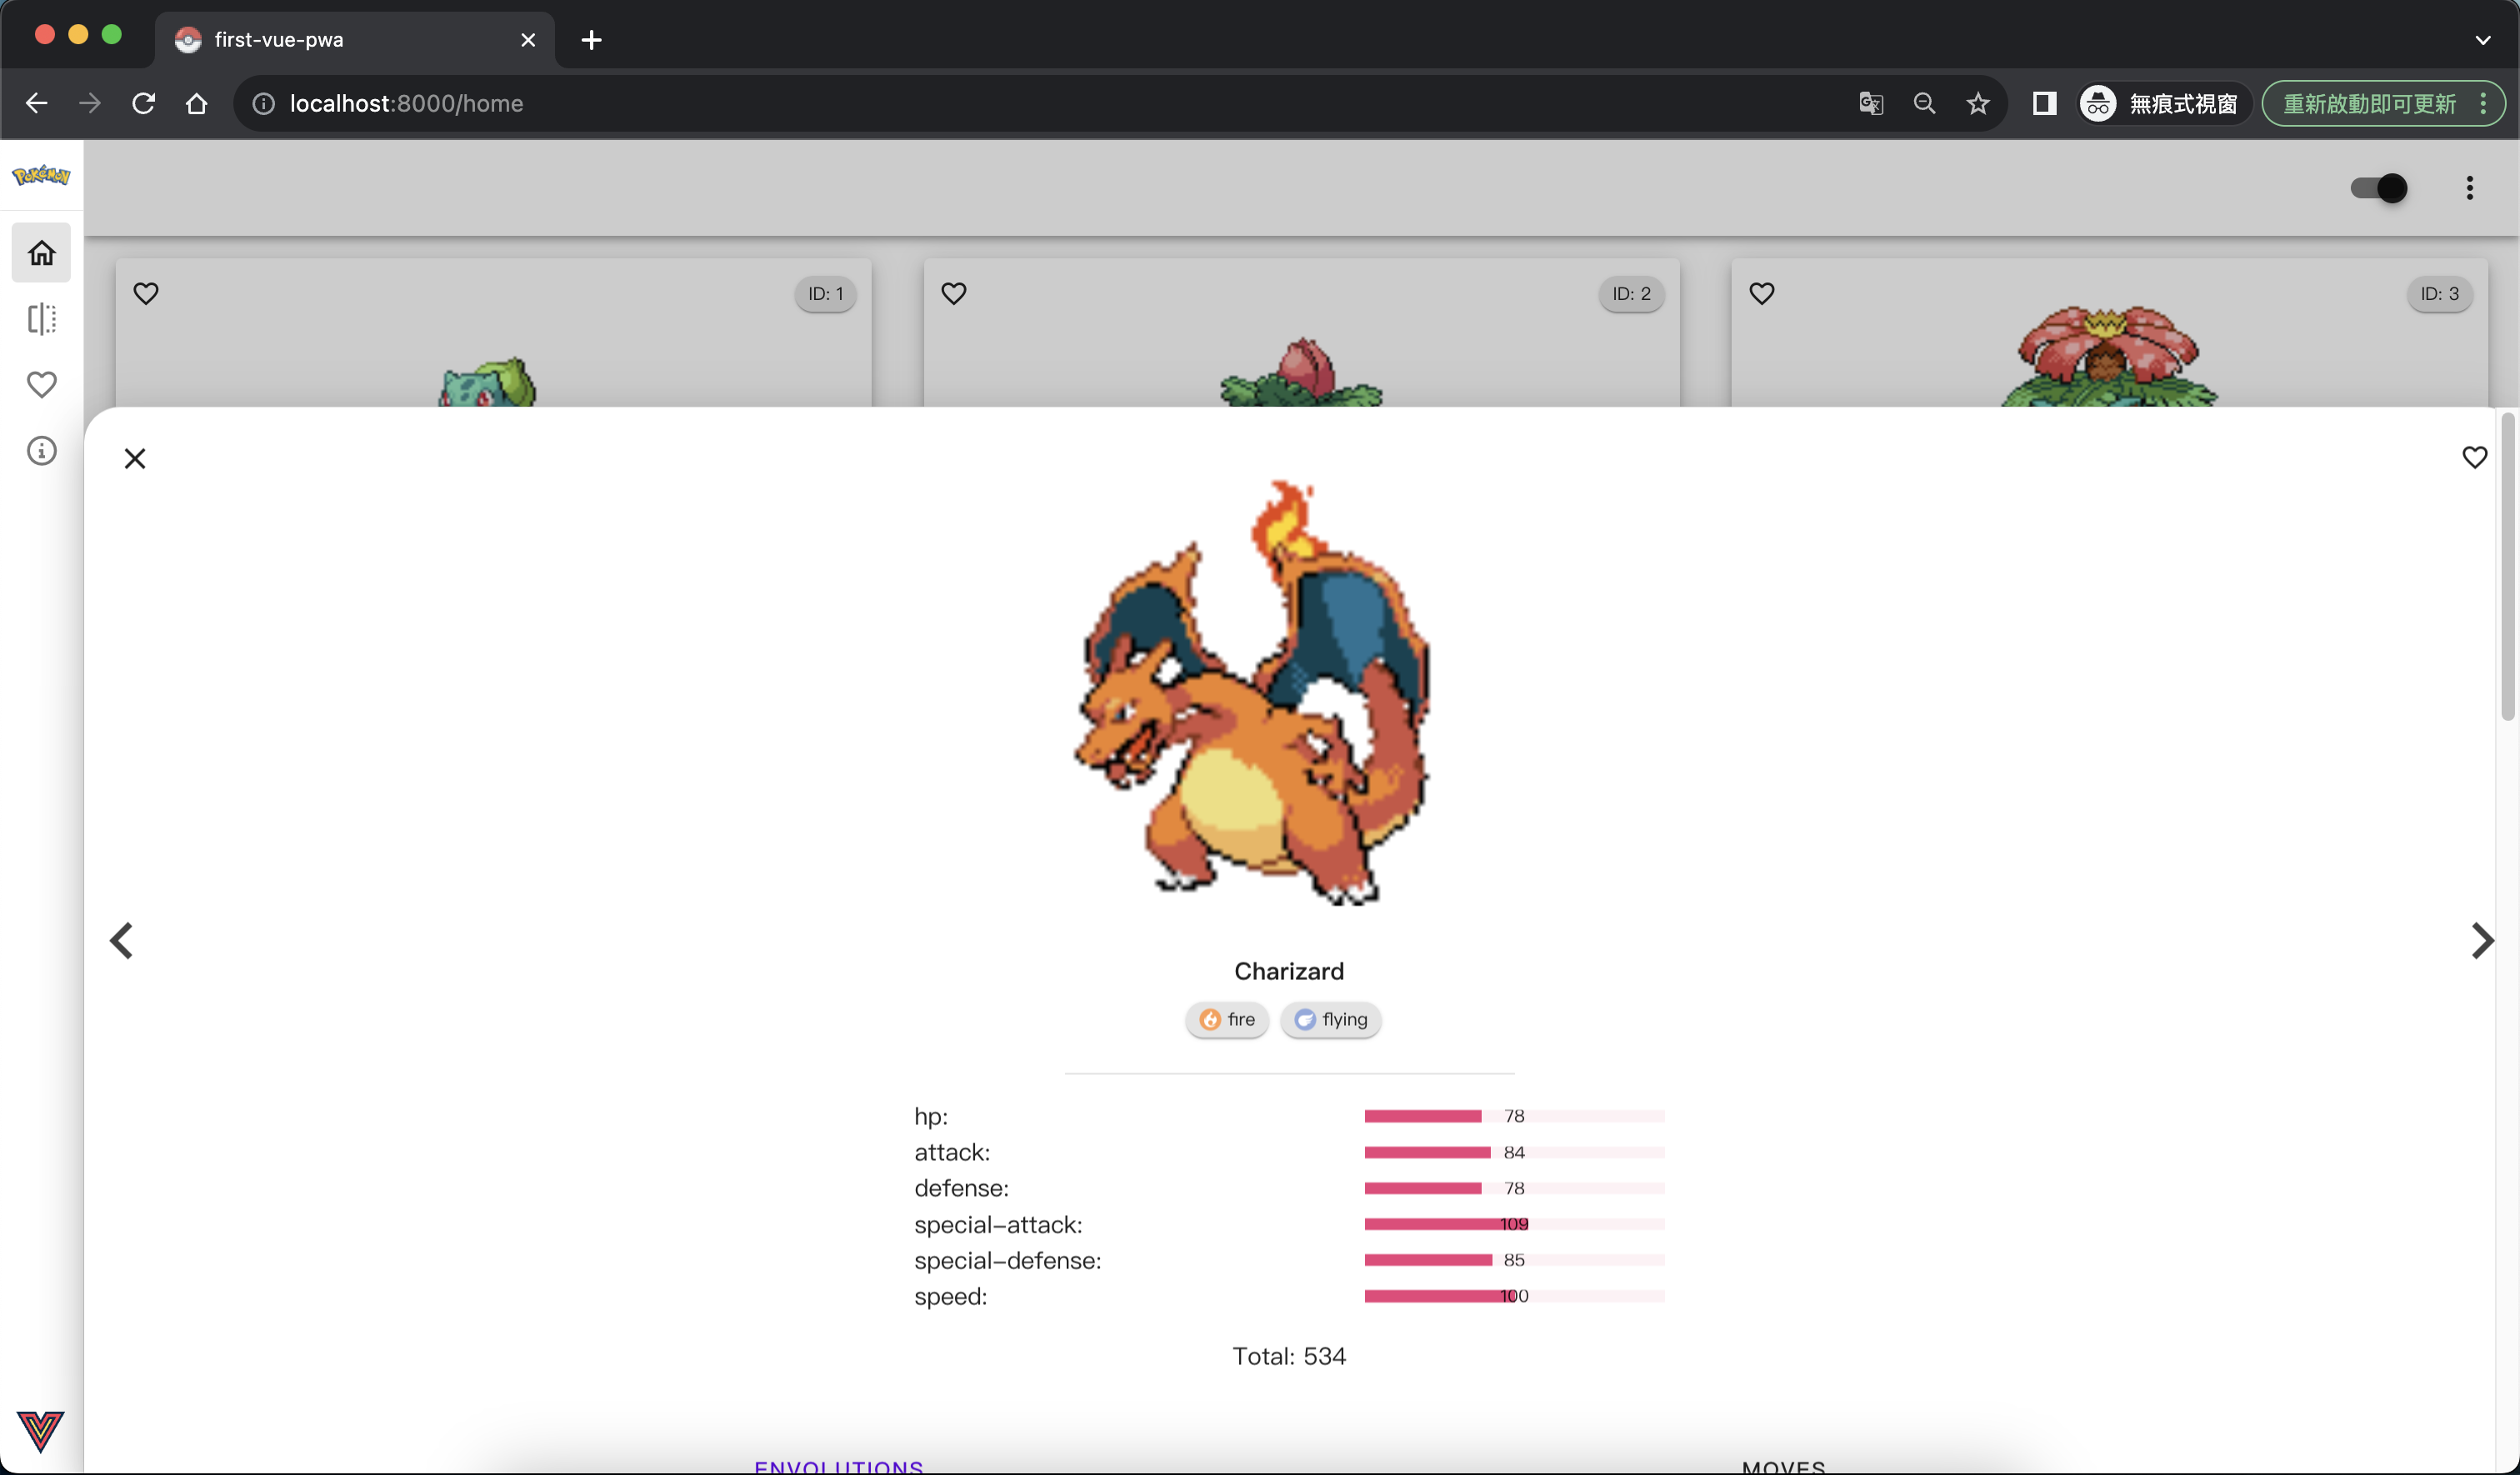 first-vue-pwa
localhost:8000/home
無痕式視窗
重新啟動即可更新
Pokémon
ID: 1
ID: 2
ID: 3
Charizard
fire
flying
hp:
78
attack:
84
defense:
78
special-attack:
109
special-defense:
85
speed:
100
Total: 534
ENVOLUTIONS
MOVES